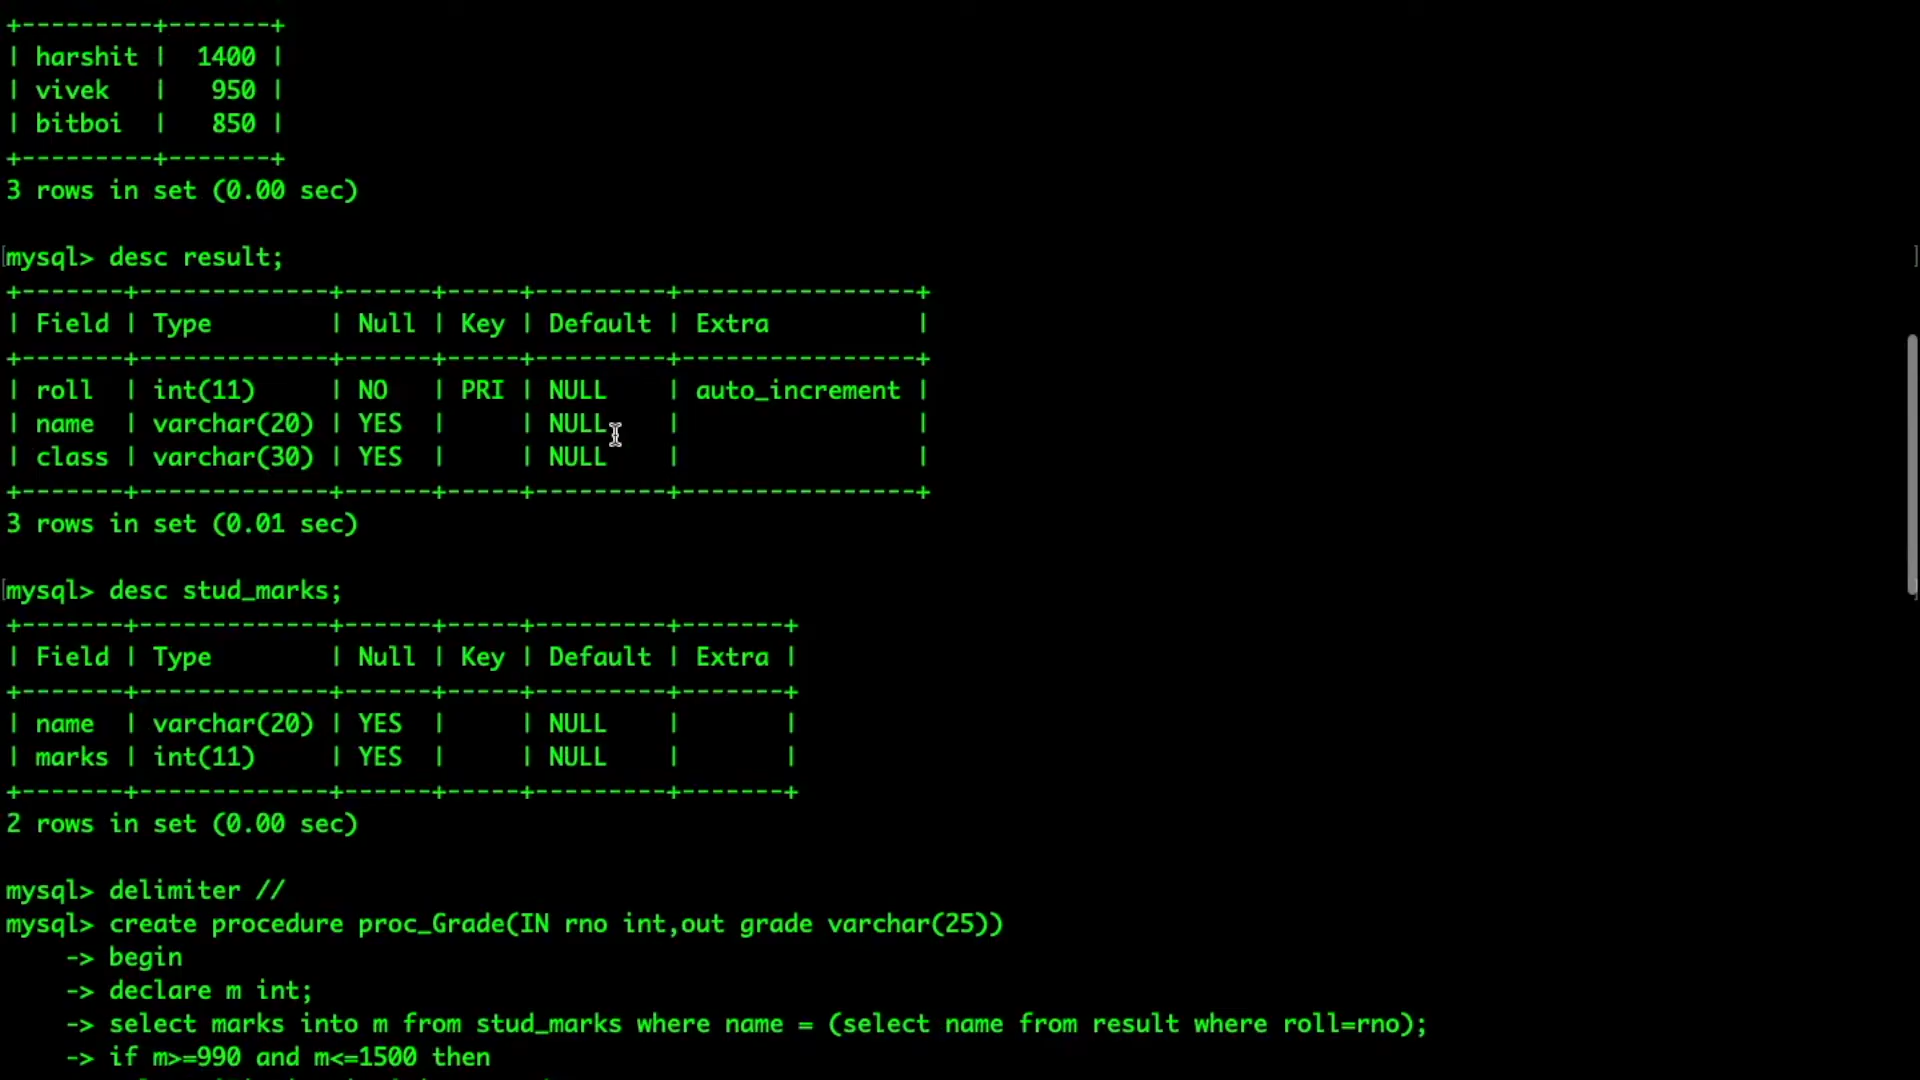 +---------+-------+
| harshit |  1400 |
| vivek   |   950 |
| bitboi  |   850 |
+---------+-------+
3 rows in set (0.00 sec)
[mysql> desc result; ]
+-------+-------------+------+-----+---------+----------------+
| Field | Type        | Null | Key | Default | Extra          |
+-------+-------------+------+-----+---------+----------------+
| roll  | int(11)     | NO   | PRI | NULL    | auto_increment |
| name  | varchar(20) | YES  |     | NULL    |                |
| class | varchar(30) | YES  |     | NULL    |                |
+-------+-------------+------+-----+---------+----------------+
3 rows in set (0.01 sec)
[mysql> desc stud_marks; ]
+-------+-------------+------+-----+---------+-------+
| Field | Type        | Null | Key | Default | Extra |
+-------+-------------+------+-----+---------+-------+
| name  | varchar(20) | YES  |     | NULL    |       |
| marks | int(11)     | YES  |     | NULL    |       |
+-------+-------------+------+-----+---------+-------+
2 rows in set (0.00 sec)
mysql> delimiter //
mysql> create procedure proc_Grade(IN rno int,out grade varchar(25))
    -> begin
    -> declare m int;
    -> select marks into m from stud_marks where name = (select name from result where roll=rno);
    -> if m>=990 and m<=1500 then